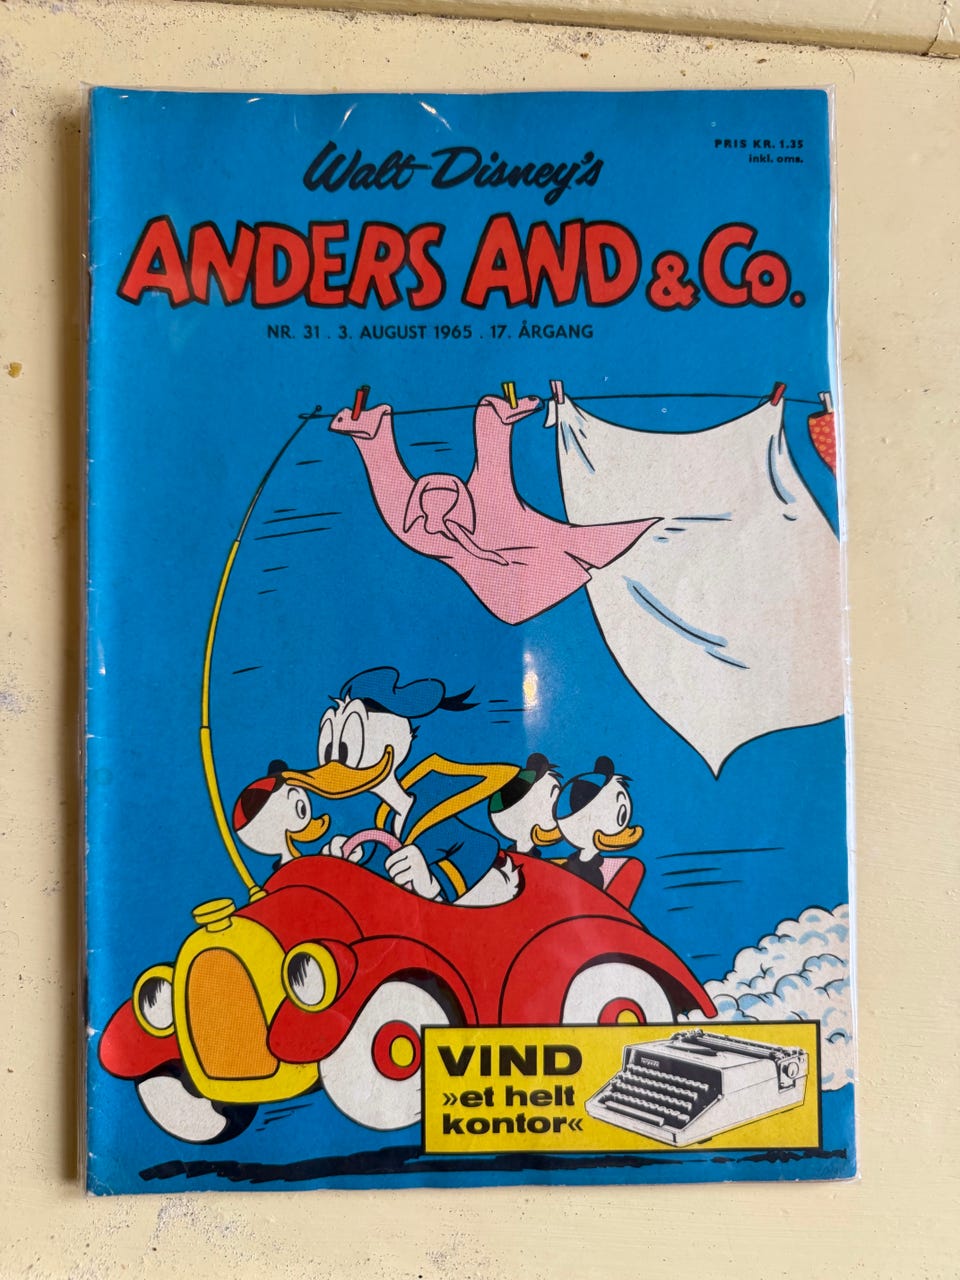 PRIS KR. 1.35
inkl. oms.
Walt Disney's
ANDERS AND & Co.
NR. 31 . 3. AUGUST 1965 . 17. ÅRGANG
VIND
»et helt
kontor«